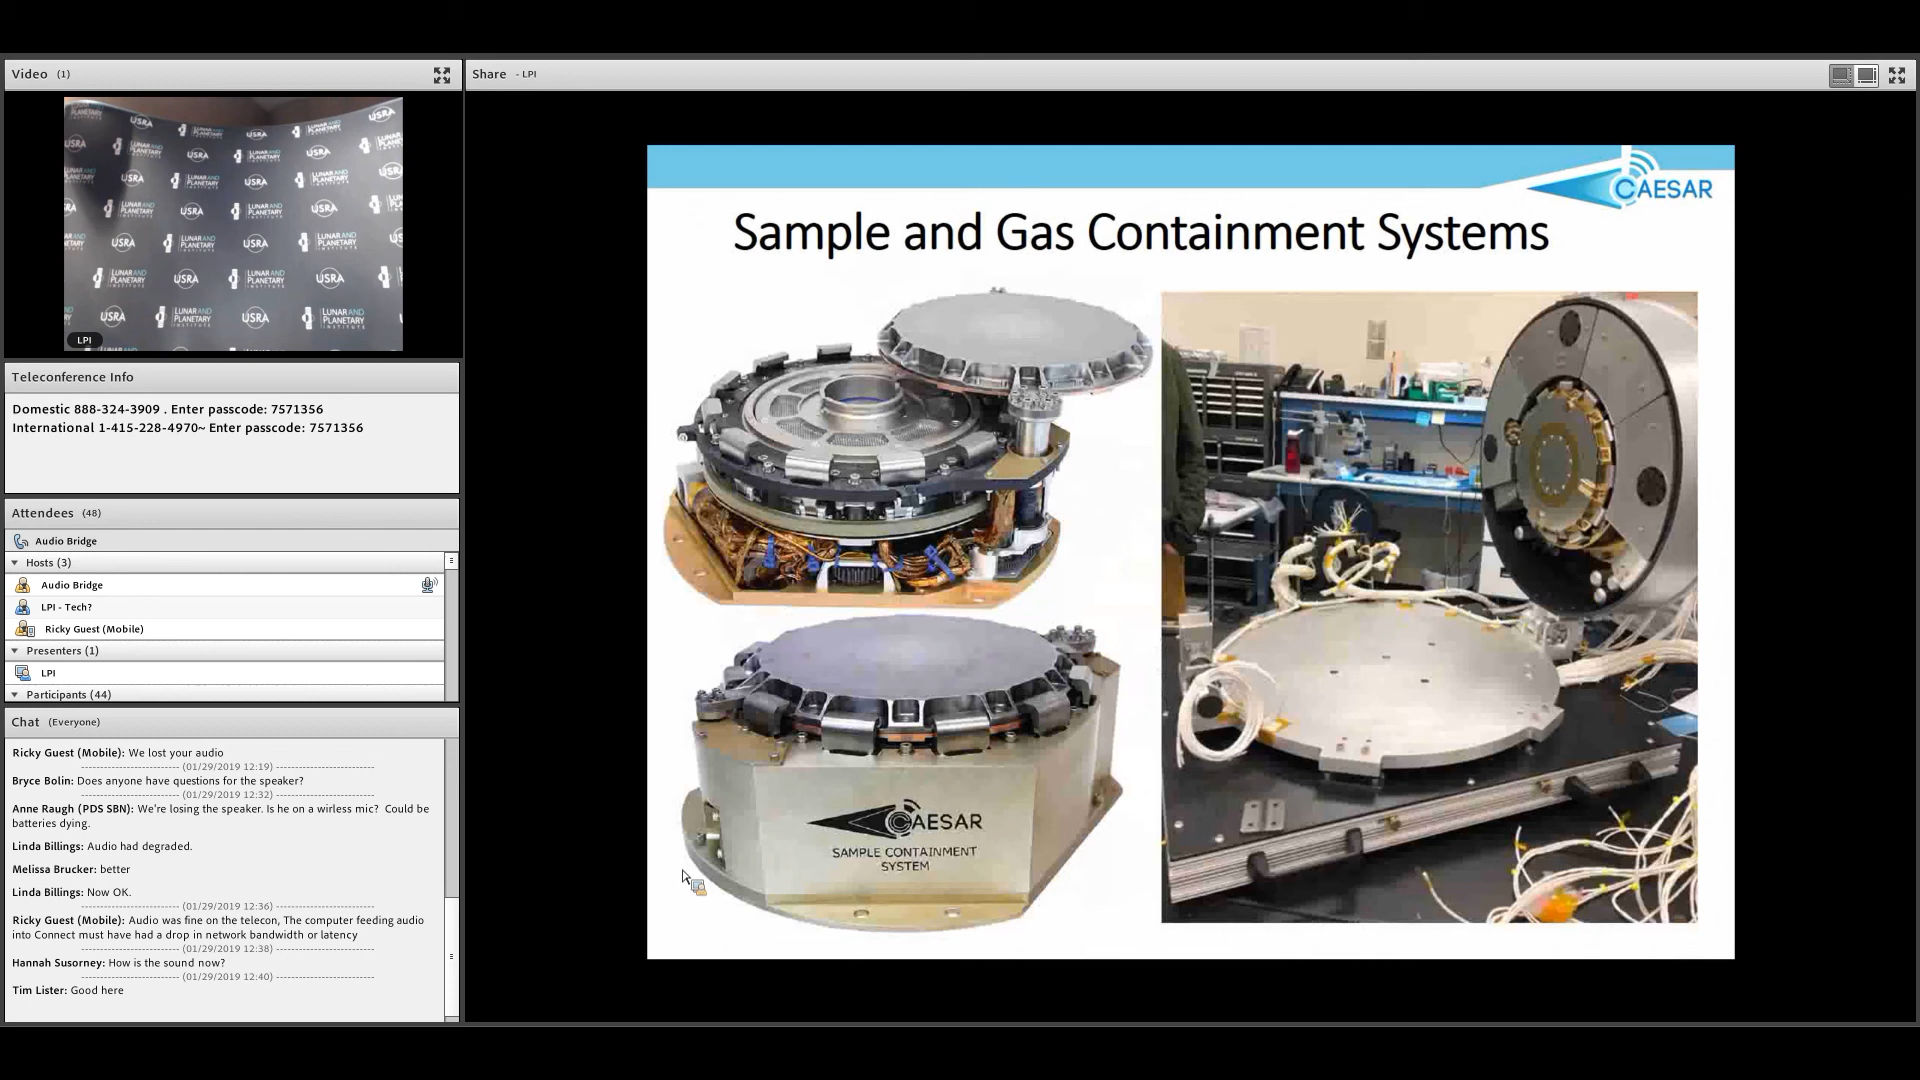 Video (1)
USRA
LUNAR AND PLANETARY INSTITUTE
LPI
Teleconference Info
Domestic 888-324-3909 . Enter passcode: 7571356
International 1-415-228-4970~ Enter passcode: 7571356
Attendees (48)
Audio Bridge
Hosts (3)
Audio Bridge
LPI - Tech?
Ricky Guest (Mobile)
Presenters (1)
LPI
Participants (44)
Chat (Everyone)
Ricky Guest (Mobile): We lost your audio
------------------------- (01/29/2019 12:19) -------------------------
Bryce Bolin: Does anyone have questions for the speaker?
------------------------- (01/29/2019 12:32) -------------------------
Anne Raugh (PDS SBN): We're losing the speaker. Is he on a wirless mic? Could be
batteries dying.
Linda Billings: Audio had degraded.
Melissa Brucker: better
Linda Billings: Now OK.
------------------------- (01/29/2019 12:36) -------------------------
Ricky Guest (Mobile): Audio was fine on the telecon, The computer feeding audio
into Connect must have had a drop in network bandwidth or latency
------------------------- (01/29/2019 12:38) -------------------------
Hannah Susorney: How is the sound now?
------------------------- (01/29/2019 12:40) -------------------------
Tim Lister: Good here
Share - LPI
CAESAR
Sample and Gas Containment Systems
CAESAR
SAMPLE CONTAINMENT
SYSTEM